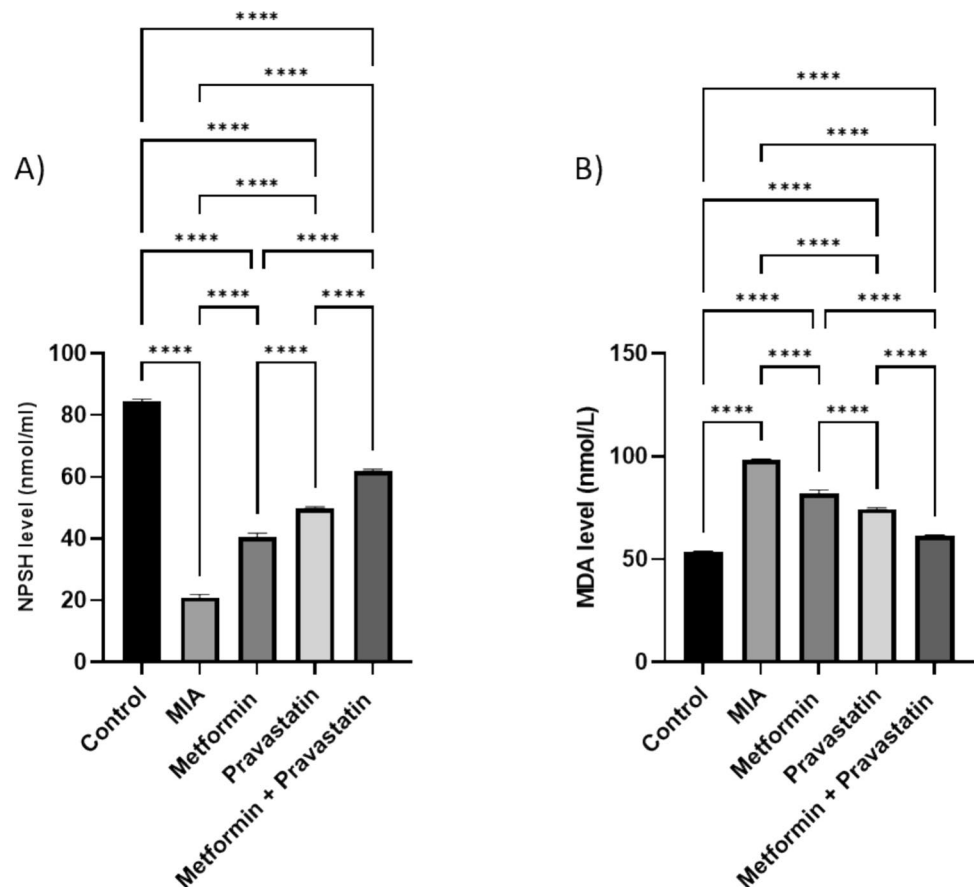 A)
****
****
****
****
**** ****
**** ****
**** ****
NPSH level (nmol/ml)
100
80
60
40
20
0
Control
MIA
Metformin
Pravastatin
Metformin + Pravastatin
B)
****
****
****
****
**** ****
**** ****
**** ****
MDA level (nmol/L)
150
100
50
0
Control
MIA
Metformin
Pravastatin
Metformin + Pravastatin